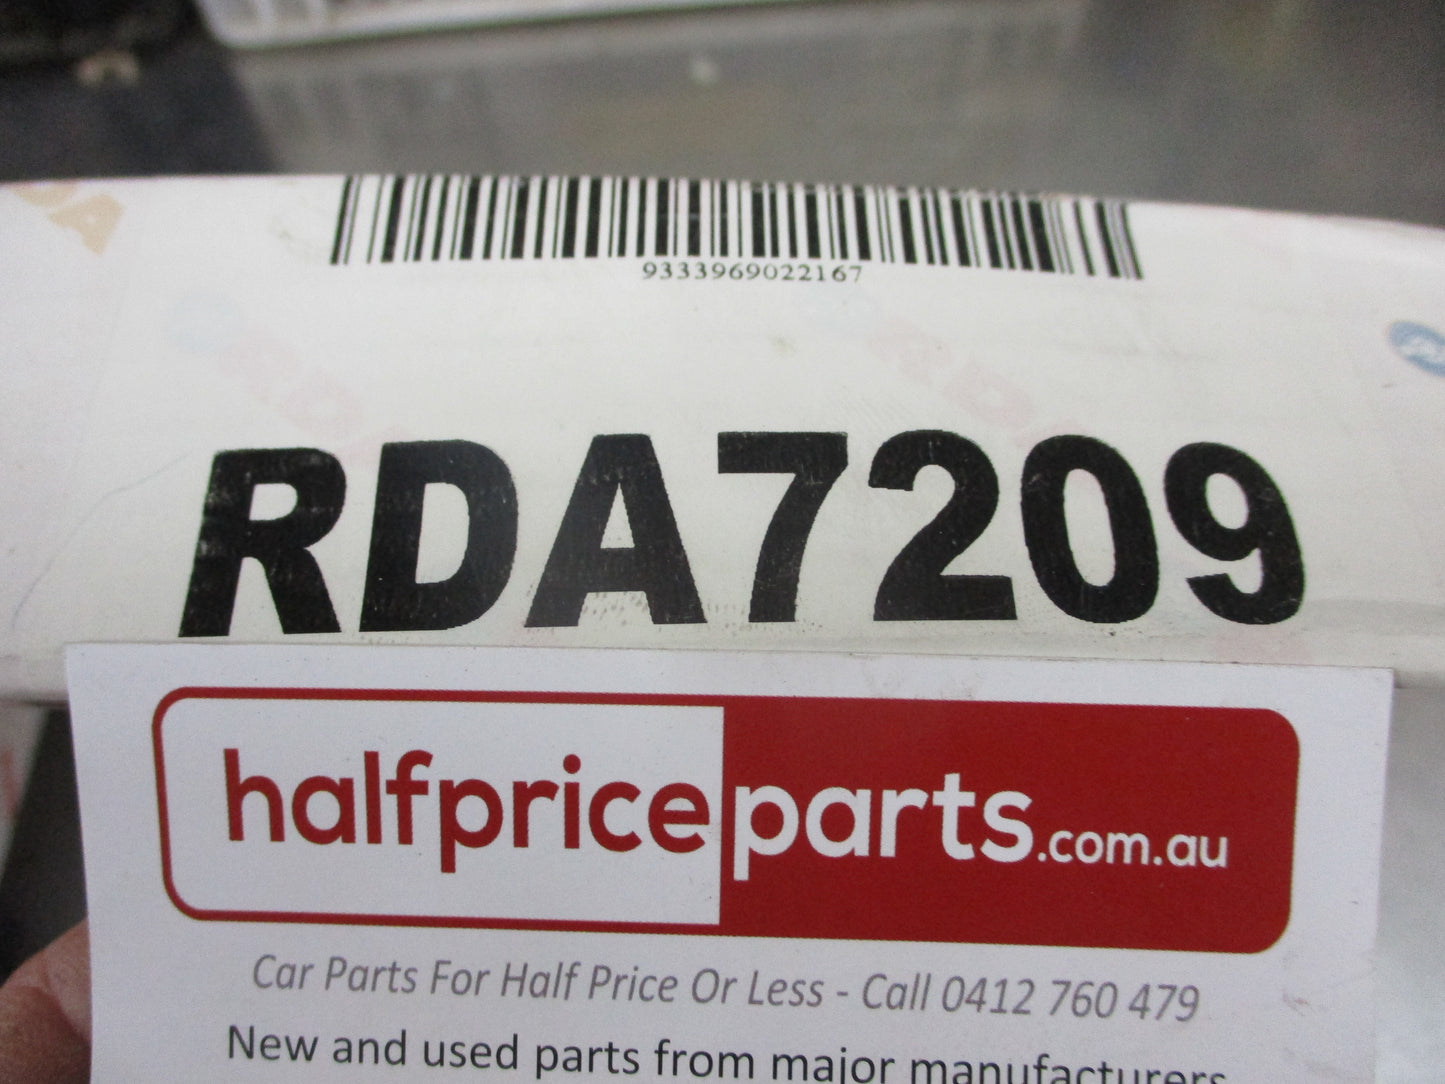 9333969022167
RDA7209
halfpriceparts.com.au
Car Parts For Half Price Or Less - Call 0412 760 479
New and used parts from major manufacturers